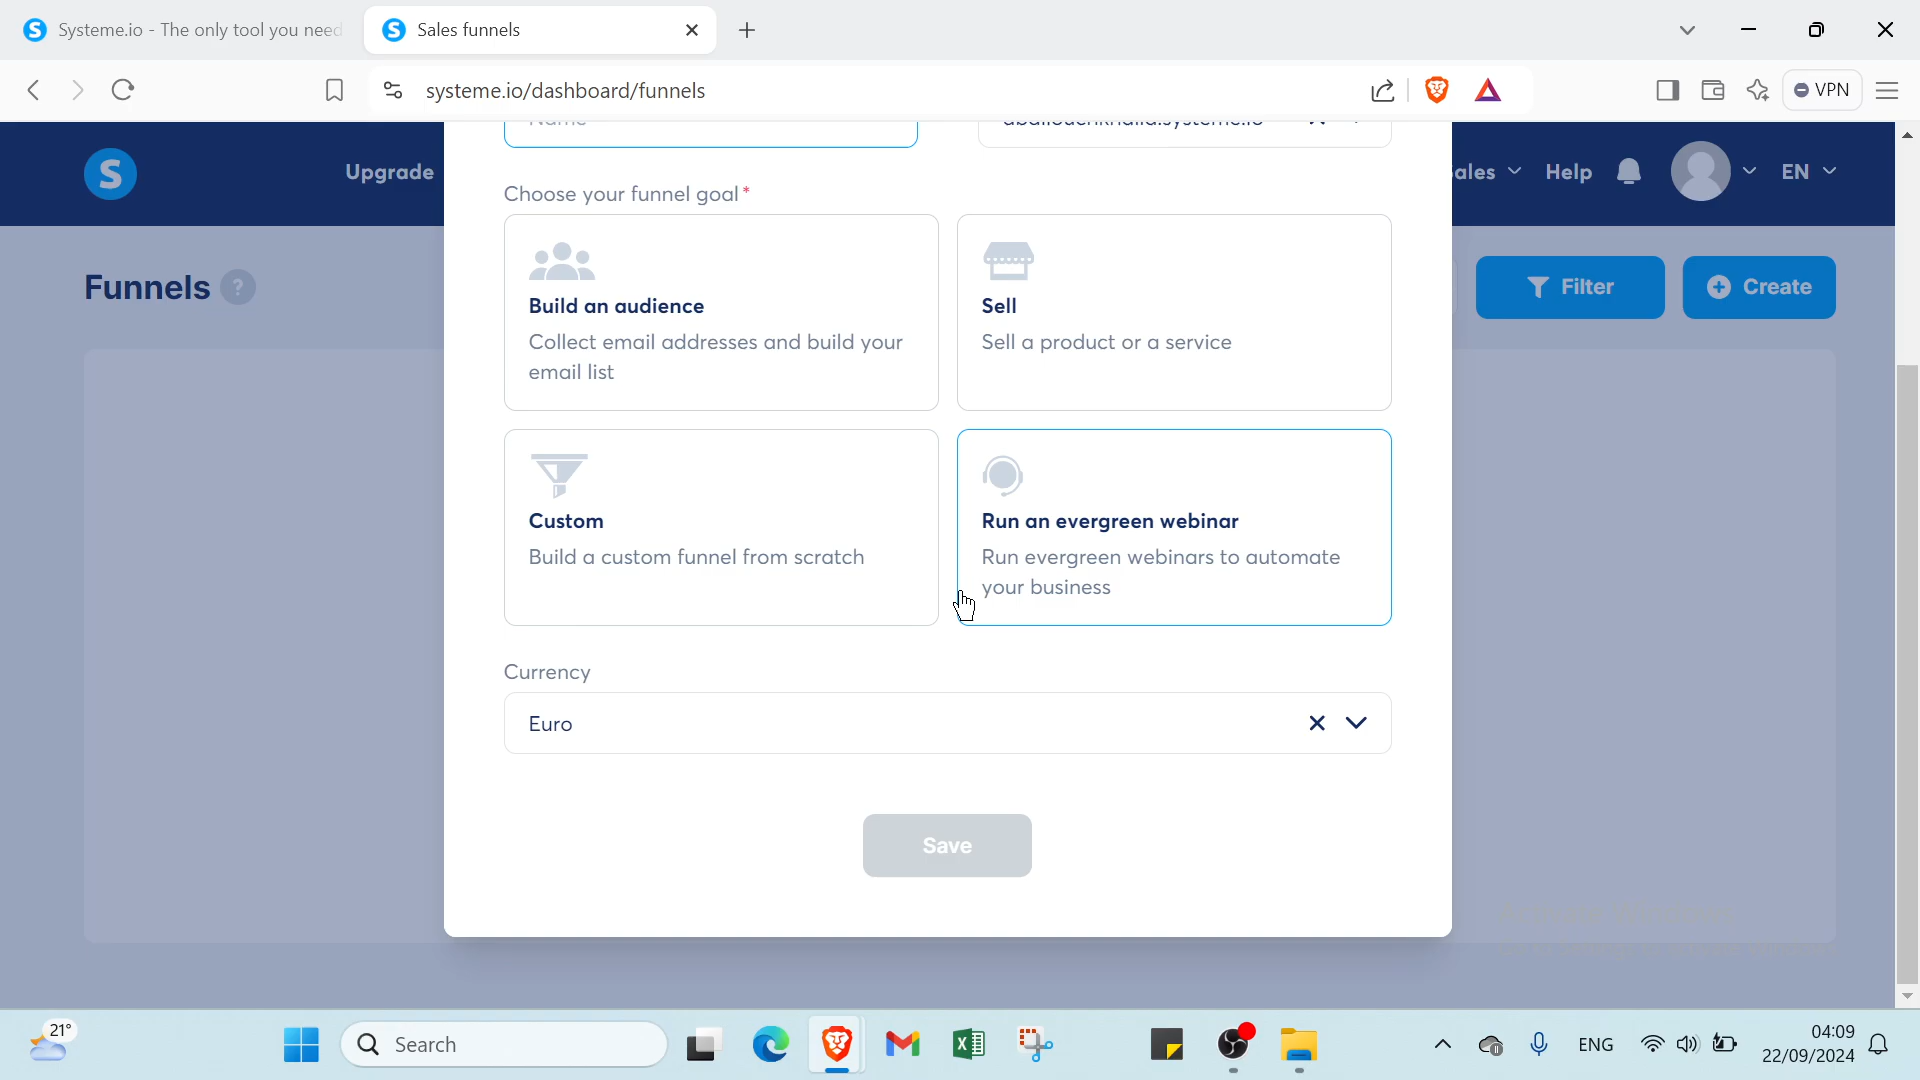 Systeme.io - The only tool you need
Sales funnels
systeme.io/dashboard/funnels
VPN
S
Upgrade
Sales
Help
EN
Name
Choose your funnel goal*
Funnels ?
Filter
Create
Build an audience
Collect email addresses and build your
email list
Sell
Sell a product or a service
Custom
Build a custom funnel from scratch
Run an evergreen webinar
Run evergreen webinars to automate
your business
Currency
Euro
Save
21°
Search
ENG
04:09
22/09/2024